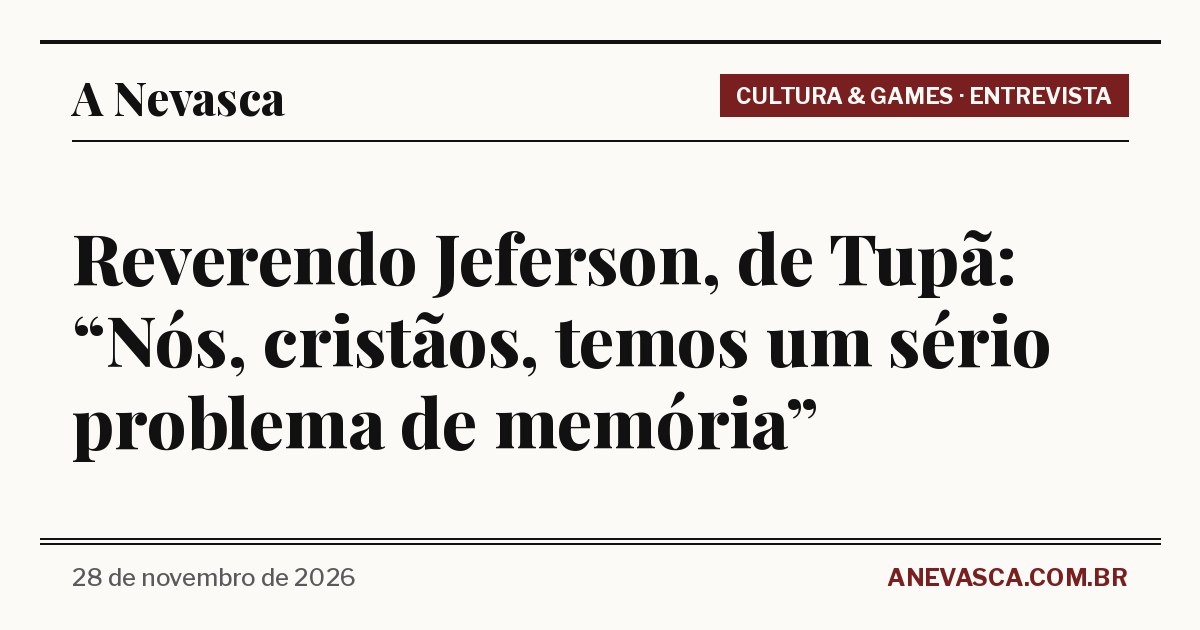 A Nevasca
CULTURA & GAMES · ENTREVISTA
Reverendo Jeferson, de Tupã:
“Nós, cristãos, temos um sério
problema de memória”
28 de novembro de 2026
ANEVASCA.COM.BR